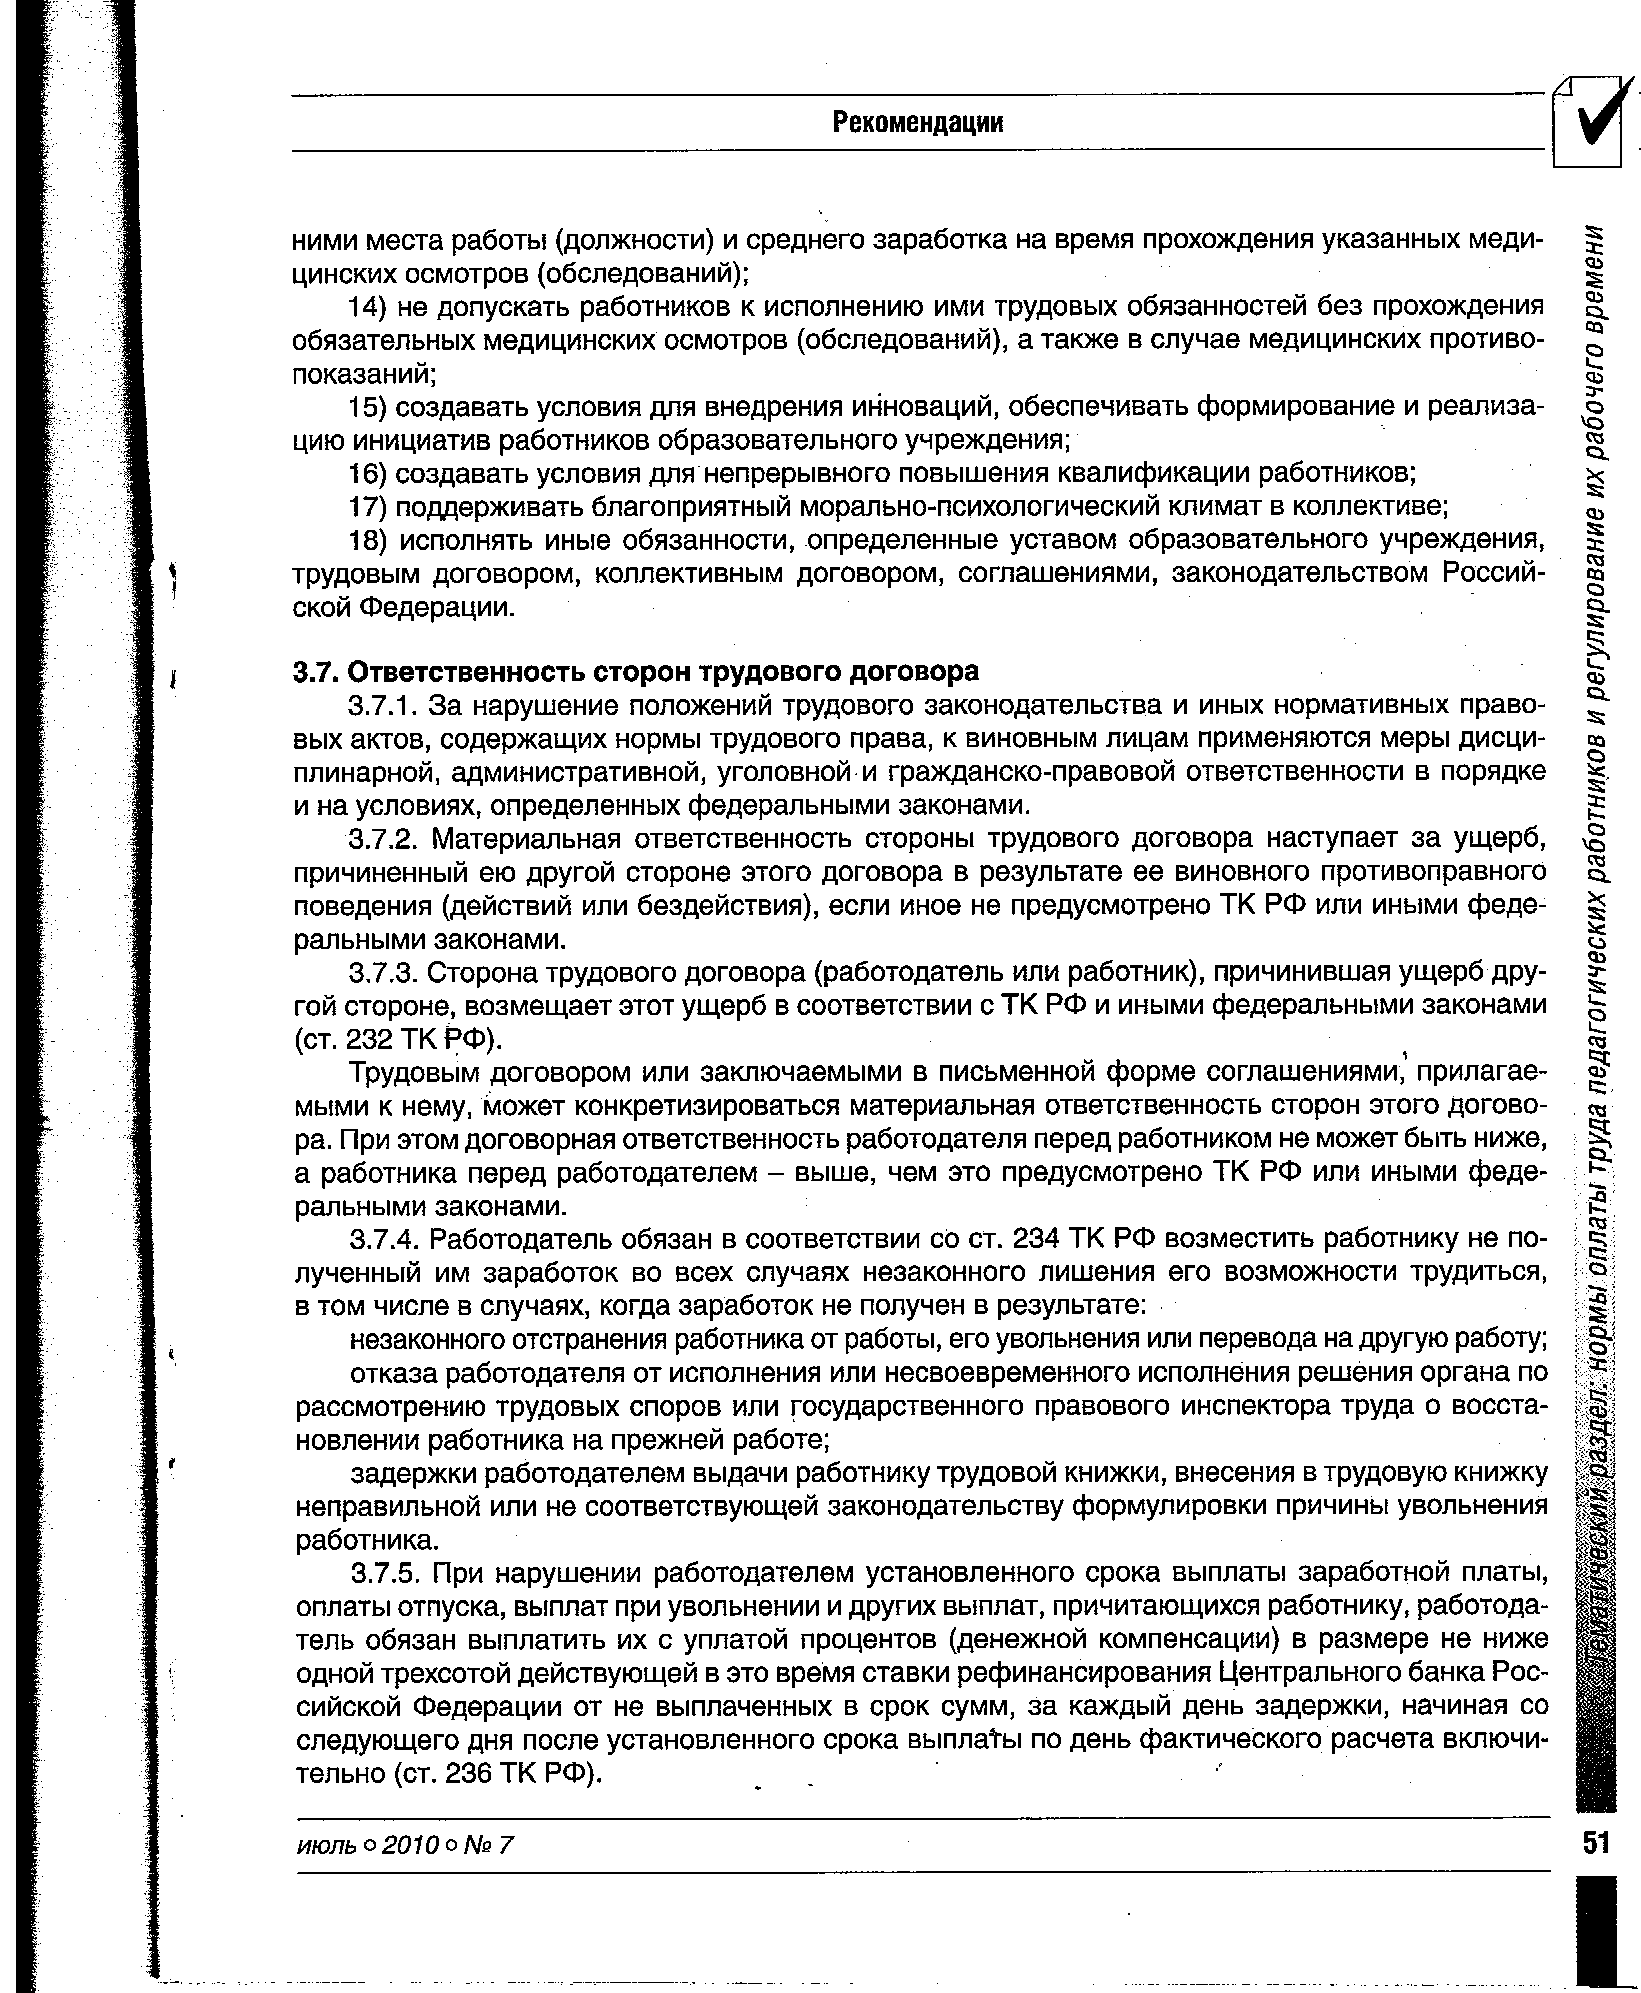 Рекомендации
ними места работы (должности) и среднего заработка на время прохождения указанных меди-
цинских осмотров (обследований);
14) не допускать работников к исполнению ими трудовых обязанностей без прохождения
обязательных медицинских осмотров (обследований), а также в случае медицинских противо-
показаний;
15) создавать условия для внедрения инноваций, обеспечивать формирование и реализа-
цию инициатив работников образовательного учреждения;
16) создавать условия для непрерывного повышения квалификации работников;
17) поддерживать благоприятный морально-психологический климат в коллективе;
18) исполнять иные обязанности, определенные уставом образовательного учреждения,
трудовым договором, коллективным договором, соглашениями, законодательством Россий-
ской Федерации.
3.7. Ответственность сторон трудового договора
3.7.1. За нарушение положений трудового законодательства и иных нормативных право-
вых актов, содержащих нормы трудового права, к виновным лицам применяются меры дисци-
плинарной, административной, уголовной и гражданско-правовой ответственности в порядке
и на условиях, определенных федеральными законами.
3.7.2. Материальная ответственность стороны трудового договора наступает за ущерб,
причиненный ею другой стороне этого договора в результате ее виновного противоправного
поведения (действий или бездействия), если иное не предусмотрено ТК РФ или иными феде-
ральными законами.
3.7.3. Сторона трудового договора (работодатель или работник), причинившая ущерб дру-
гой стороне, возмещает этот ущерб в соответствии с ТК РФ и иными федеральными законами
(ст. 232 ТК РФ).
Трудовым договором или заключаемыми в письменной форме соглашениями, прилагае-
мыми к нему, может конкретизироваться материальная ответственность сторон этого догово-
ра. При этом договорная ответственность работодателя перед работником не может быть ниже,
а работника перед работодателем – выше, чем это предусмотрено ТК РФ или иными феде-
ральными законами.
3.7.4. Работодатель обязан в соответствии со ст. 234 ТК РФ возместить работнику не по-
лученный им заработок во всех случаях незаконного лишения его возможности трудиться,
в том числе в случаях, когда заработок не получен в результате:
незаконного отстранения работника от работы, его увольнения или перевода на другую работу;
отказа работодателя от исполнения или несвоевременного исполнения решения органа по
рассмотрению трудовых споров или государственного правового инспектора труда о восста-
новлении работника на прежней работе;
задержки работодателем выдачи работнику трудовой книжки, внесения в трудовую книжку
неправильной или не соответствующей законодательству формулировки причины увольнения
работника.
3.7.5. При нарушении работодателем установленного срока выплаты заработной платы,
оплаты отпуска, выплат при увольнении и других выплат, причитающихся работнику, работода-
тель обязан выплатить их с уплатой процентов (денежной компенсации) в размере не ниже
одной трехсотой действующей в это время ставки рефинансирования Центрального банка Рос-
сийской Федерации от не выплаченных в срок сумм, за каждый день задержки, начиная со
следующего дня после установленного срока выплаты по день фактического расчета включи-
тельно (ст. 236 ТК РФ).
Тематический раздел: нормы оплаты труда педагогических работников и регулирование их рабочего времени
июль о 2010 о № 7
51